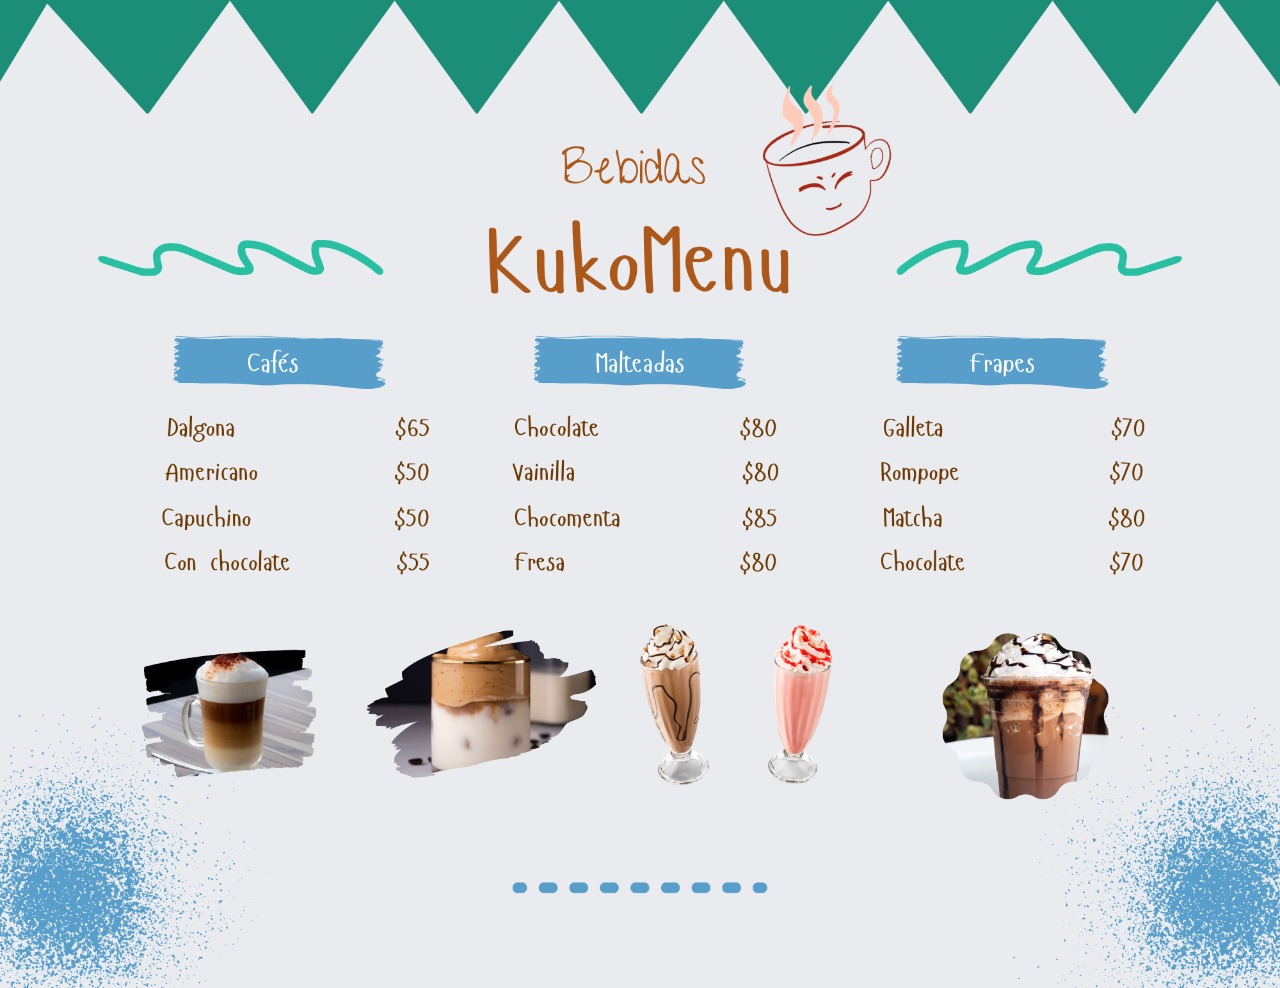 Bebidas
KukoMenu
Cafés
Dalgona $65
Americano $50
Capuchino $50
Con chocolate $55
Malteadas
Chocolate $80
Vainilla $80
Chocomenta $85
Fresa $80
Frapes
Galleta $70
Rompope $70
Matcha $80
Chocolate $70